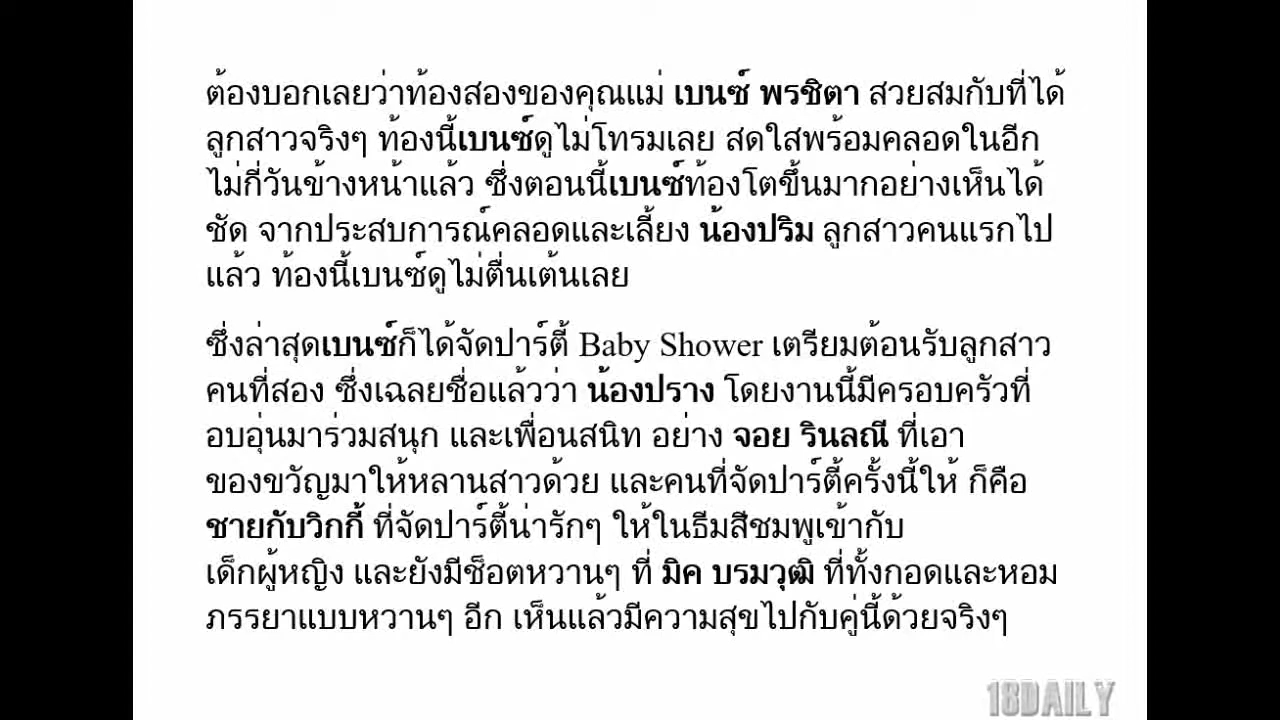 ต้องบอกเลยว่าท้องสองของคุณแม่ เบนซ์ พรชิตา สวยสมกับที่ได้
ลูกสาวจริงๆ ท้องนี้เบนซ์ดูไม่โทรมเลย สดใสพร้อมคลอดในอีก
ไม่กี่วันข้างหน้าแล้ว ซึ่งตอนนี้เบนซ์ท้องโตขึ้นมากอย่างเห็นได้
ชัด จากประสบการณ์คลอดและเลี้ยง น้องปริม ลูกสาวคนแรกไป
แล้ว ท้องนี้เบนซ์ดูไม่ตื่นเต้นเลย
ซึ่งล่าสุดเบนซ์ก็ได้จัดปาร์ตี้ Baby Shower เตรียมต้อนรับลูกสาว
คนที่สอง ซึ่งเฉลยชื่อแล้วว่า น้องปราง โดยงานนี้มีครอบครัวที่
อบอุ่นมาร่วมสนุก และเพื่อนสนิท อย่าง จอย รินลณี ที่เอา
ของขวัญมาให้หลานสาวด้วย และคนที่จัดปาร์ตี้ครั้งนี้ให้ ก็คือ
ชายกับวิกกี้ ที่จัดปาร์ตี้น่ารักๆ ให้ในธีมสีชมพูเข้ากับ
เด็กผู้หญิง และยังมีช็อตหวานๆ ที่ มิค บรมวุฒิ ที่ทั้งกอดและหอม
ภรรยาแบบหวานๆ อีก เห็นแล้วมีความสุขไปกับคู่นี้ด้วยจริงๆ
18DAILY